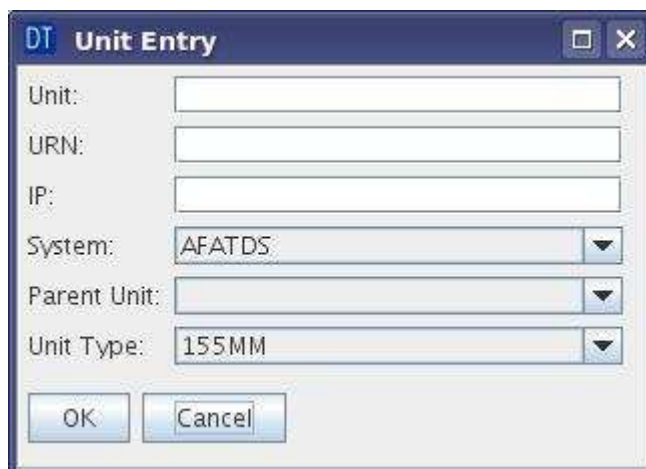 DT Unit Entry
Unit:
URN:
IP:
System: AFATDS
Parent Unit:
Unit Type: 155MM
OK Cancel